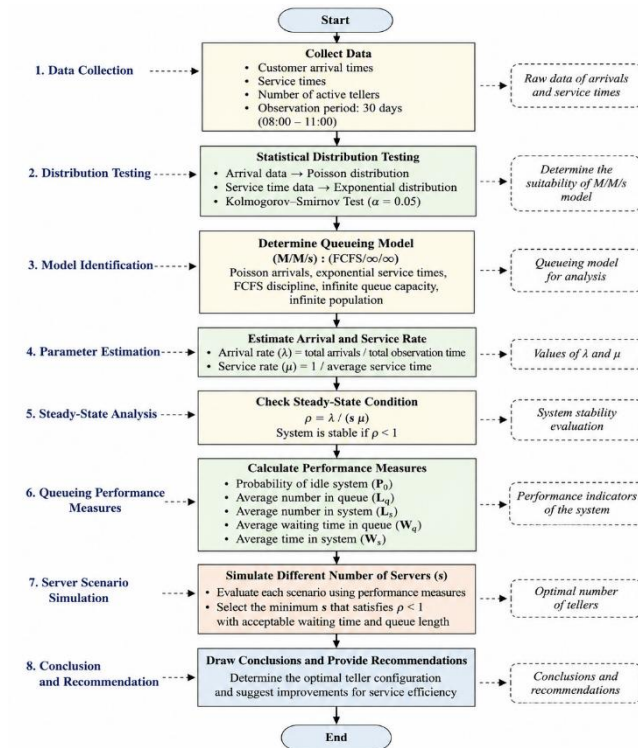 Start
1. Data Collection
Collect Data
• Customer arrival times
• Service times
• Number of active tellers
• Observation period: 30 days
(08:00 – 11:00)
Raw data of arrivals
and service times
2. Distribution Testing
Statistical Distribution Testing
• Arrival data → Poisson distribution
• Service time data → Exponential distribution
• Kolmogorov–Smirnov Test (α = 0.05)
Determine the
suitability of M/M/s
model
3. Model Identification
Determine Queueing Model
(M/M/s) : (FCFS/∞/∞)
Poisson arrivals, exponential service times,
FCFS discipline, infinite queue capacity,
infinite population
Queueing model
for analysis
4. Parameter Estimation
Estimate Arrival and Service Rate
• Arrival rate (λ) = total arrivals / total observation time
• Service rate (μ) = 1 / average service time
Values of λ and μ
5. Steady-State Analysis
Check Steady-State Condition
ρ = λ / (s μ)
System is stable if ρ < 1
System stability
evaluation
6. Queueing Performance
Measures
Calculate Performance Measures
• Probability of idle system (P₀)
• Average number in queue (Lq)
• Average number in system (Ls)
• Average waiting time in queue (Wq)
• Average time in system (Ws)
Performance indicators
of the system
7. Server Scenario
Simulation
Simulate Different Number of Servers (s)
• Evaluate each scenario using performance measures
• Select the minimum s that satisfies ρ < 1
with acceptable waiting time and queue length
Optimal number
of tellers
8. Conclusion
and Recommendation
Draw Conclusions and Provide Recommendations
Determine the optimal teller configuration
and suggest improvements for service efficiency
Conclusions and
recommendations
End